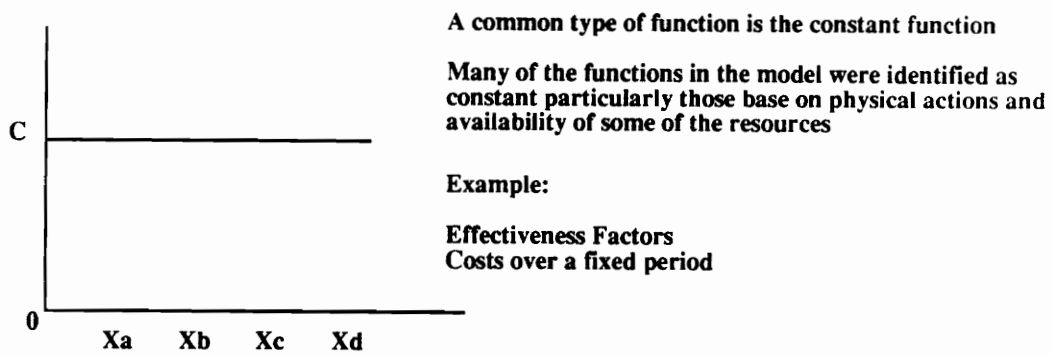 A common type of function is the constant function
Many of the functions in the model were identified as
constant particularly those base on physical actions and
availability of some of the resources
C
Example:
Effectiveness Factors
Costs over a fixed period
0
Xa Xb Xc Xd